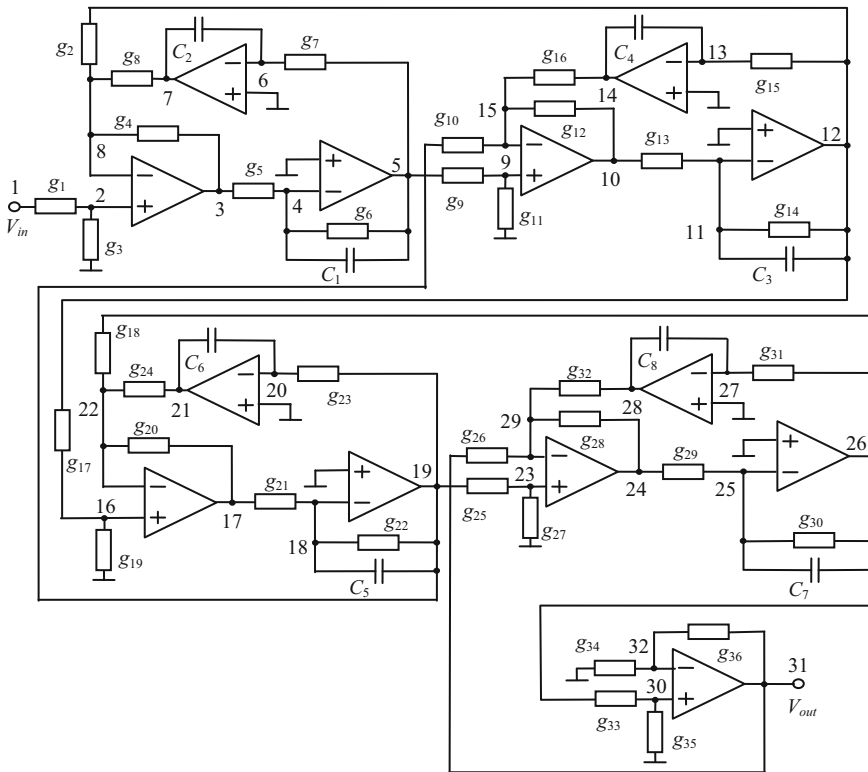 g2 g8 C2 g7 g16 C4 13
7 6 14 g15
g4 g10 15 g12 g13 12
8 g5 5 9
1 g1 2 3 4 g9 10
Vin g3 g6 g11 11 g14
C1 C3
g18 C6 g32 C8 g31
g24 20 27
22 21 g23 29 28
g20 g26 g28 g29 26
g17 g21 19 23
16 17 g25 24 25
g19 18 g22 g27 g30
C5 C7
g34 32 g36 31
30
g33 g35 Vout
− + − + − + − + − + − + − + − + − + − + − + − + − +